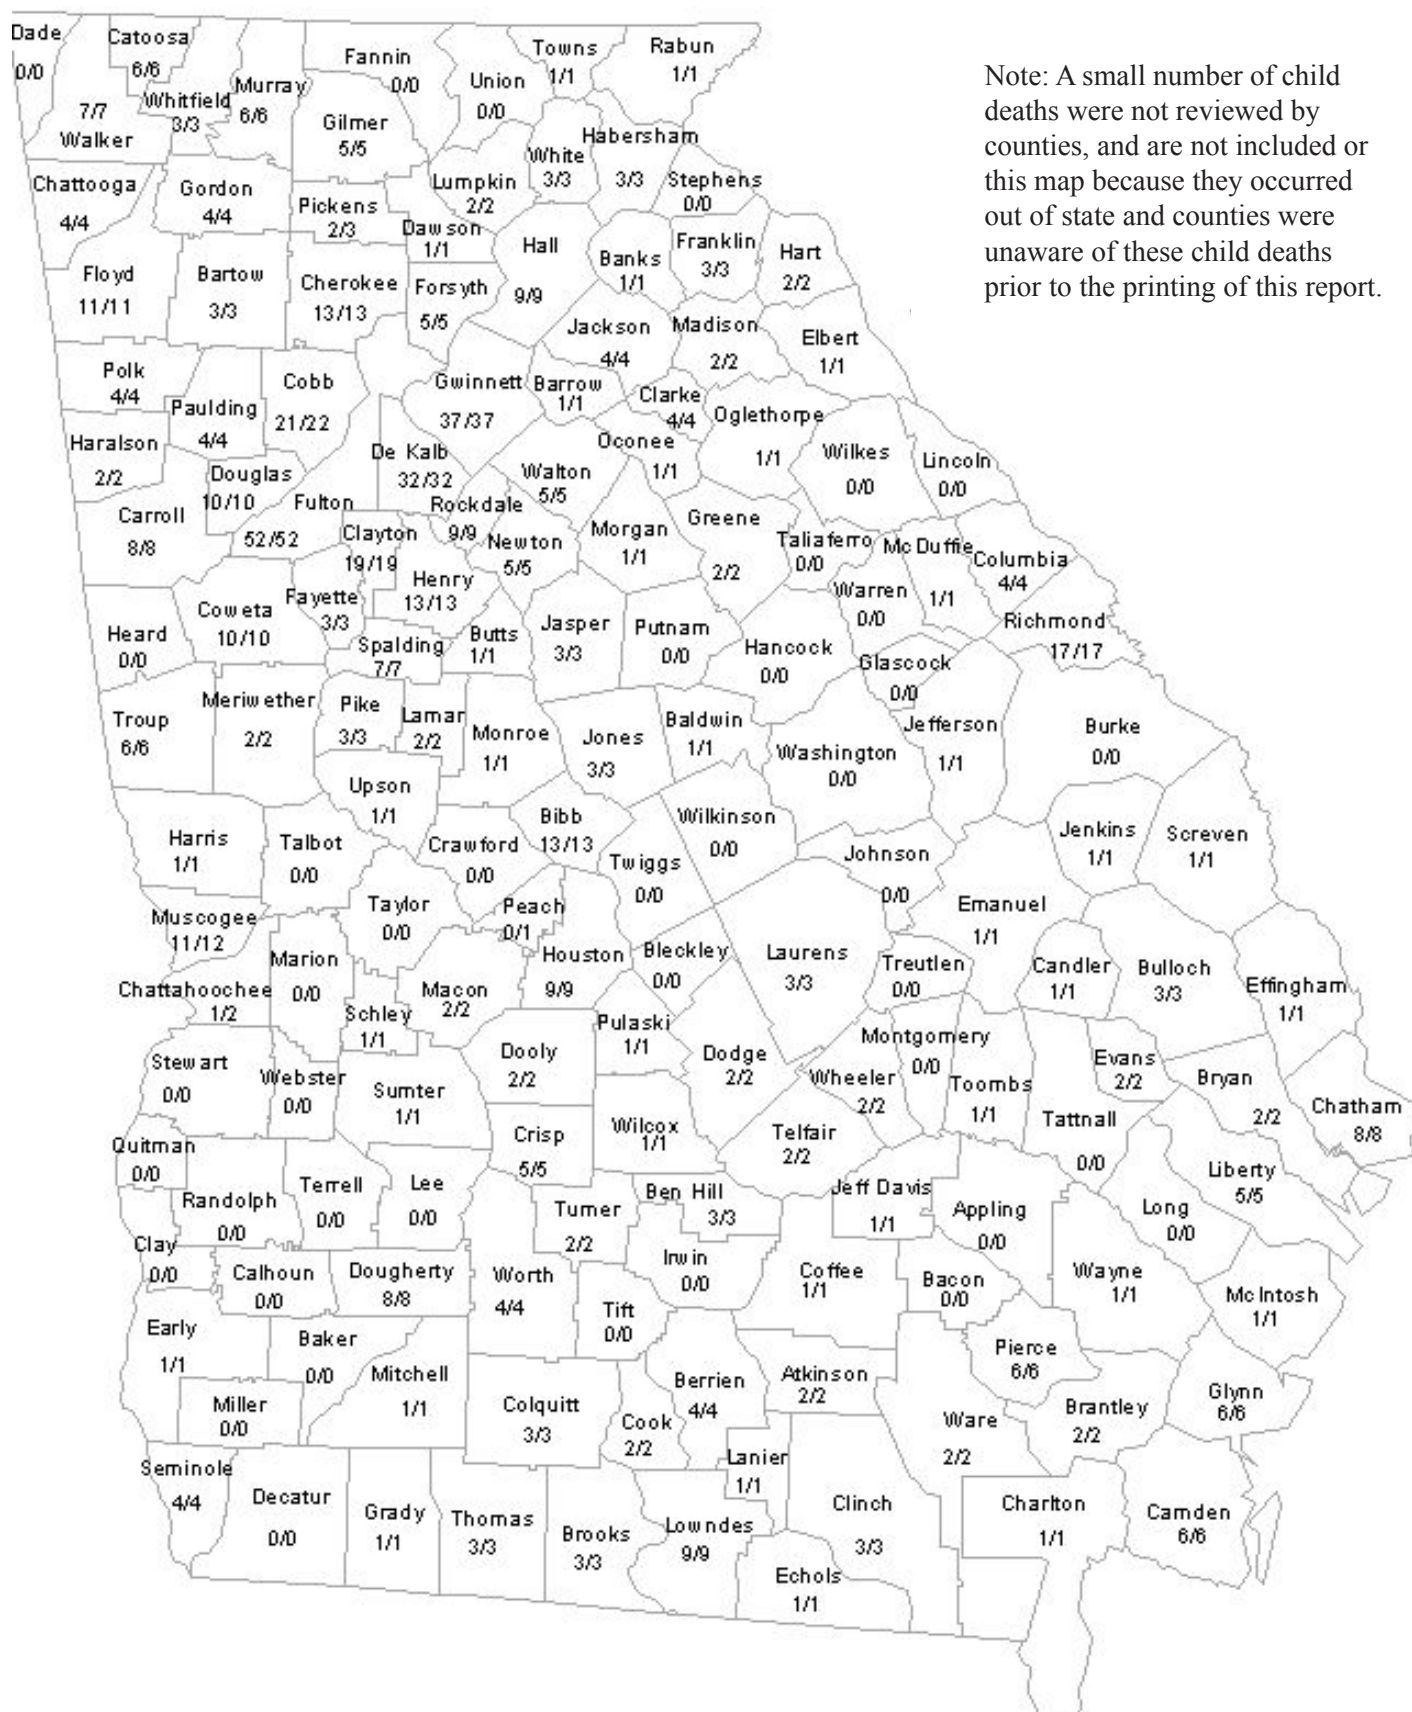 Dade
0/0
Catoosa
6/6
7/7
Walker
Whitfield
3/3
Murray
6/6
Fannin
0/0
Gilmer
5/5
Union
0/0
Towns
1/1
Rabun
1/1
Note: A small number of child
deaths were not reviewed by
counties, and are not included or
this map because they occurred
out of state and counties were
unaware of these child deaths
prior to the printing of this report.
Chattooga
4/4
Gordon
4/4
Pickens
2/3
Lumpkin
2/2
White
3/3
Habersham
3/3
Stephens
0/0
Dawson
1/1
Hall
9/9
Banks
1/1
Franklin
3/3
Hart
2/2
Floyd
11/11
Bartow
3/3
Cherokee
13/13
Forsyth
5/5
Jackson
4/4
Madison
2/2
Elbert
1/1
Polk
4/4
Paulding
4/4
Cobb
21/22
Gwinnett
37/37
Barrow
1/1
Clarke
4/4
Oglethorpe
1/1
Haralson
2/2
Douglas
10/10
De Kalb
32/32
Walton
5/5
Oconee
1/1
Wilkes
0/0
Lincoln
0/0
Carroll
8/8
Fulton
52/52
Clayton
19/19
Rockdale
9/9
Newton
5/5
Morgan
1/1
Greene
2/2
Taliaferro
0/0
McDuffie
1/1
Columbia
4/4
Warren
0/0
Richmond
17/17
Heard
0/0
Coweta
10/10
Fayette
3/3
Henry
13/13
Spalding
7/7
Butts
1/1
Jasper
3/3
Putnam
0/0
Hancock
0/0
Glascock
0/0
Troup
6/6
Meriwether
2/2
Pike
3/3
Lamar
2/2
Monroe
1/1
Jones
3/3
Baldwin
1/1
Washington
0/0
Jefferson
1/1
Burke
0/0
Upson
1/1
Harris
1/1
Talbot
0/0
Crawford
0/0
Bibb
13/13
Twiggs
0/0
Wilkinson
0/0
Johnson
0/0
Jenkins
1/1
Screven
1/1
Muscogee
11/12
Taylor
0/0
Peach
0/1
Houston
9/9
Bleckley
0/0
Laurens
3/3
Emanuel
1/1
Treutlen
0/0
Candler
1/1
Bulloch
3/3
Effingham
1/1
Chattahoochee
1/2
Marion
0/0
Schley
1/1
Macon
2/2
Dooly
2/2
Pulaski
1/1
Dodge
2/2
Wheeler
2/2
Montgomery
0/0
Toombs
1/1
Tattnall
0/0
Evans
2/2
Bryan
2/2
Chatham
8/8
Stewart
0/0
Webster
0/0
Sumter
1/1
Crisp
5/5
Wilcox
1/1
Telfair
2/2
Liberty
5/5
Quitman
0/0
Randolph
0/0
Terrell
0/0
Lee
0/0
Turner
2/2
Ben Hill
3/3
Jeff Davis
1/1
Appling
0/0
Long
0/0
Clay
0/0
Calhoun
0/0
Dougherty
8/8
Worth
4/4
Tift
0/0
Irwin
0/0
Coffee
1/1
Bacon
0/0
Wayne
1/1
McIntosh
1/1
Early
1/1
Baker
0/0
Mitchell
1/1
Miller
0/0
Colquitt
3/3
Cook
2/2
Berrien
4/4
Atkinson
2/2
Pierce
6/6
Ware
2/2
Brantley
2/2
Glynn
6/6
Seminole
4/4
Decatur
0/0
Grady
1/1
Thomas
3/3
Brooks
3/3
Lowndes
9/9
Lanier
1/1
Clinch
3/3
Echols
1/1
Charlton
1/1
Camden
6/6